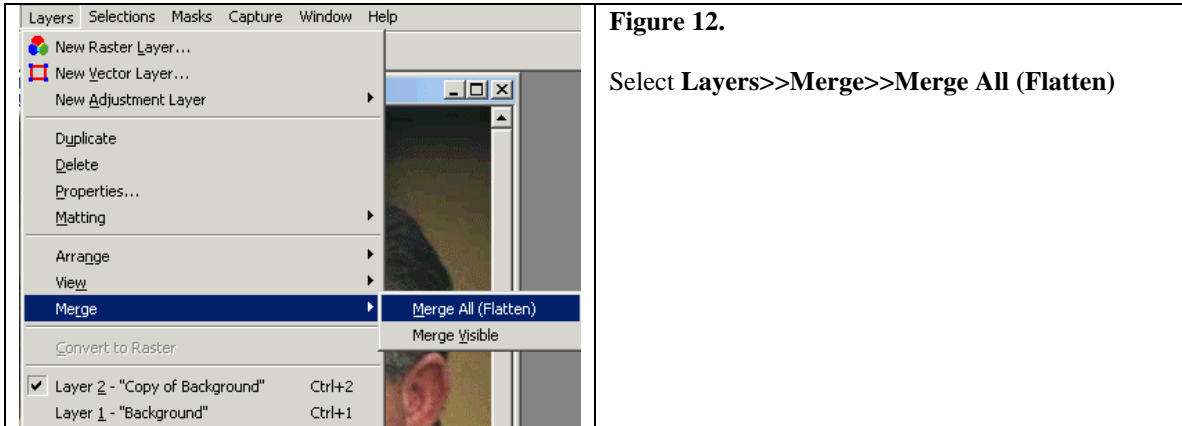 Layers Selections Masks Capture Window Help
New Raster Layer...
New Vector Layer...
New Adjustment Layer
Duplicate
Delete
Properties...
Matting
Arrange
View
Merge
Merge All (Flatten)
Merge Visible
Convert to Raster
Layer 2 - "Copy of Background" Ctrl+2
Layer 1 - "Background" Ctrl+1
Figure 12.
Select Layers>>Merge>>Merge All (Flatten)